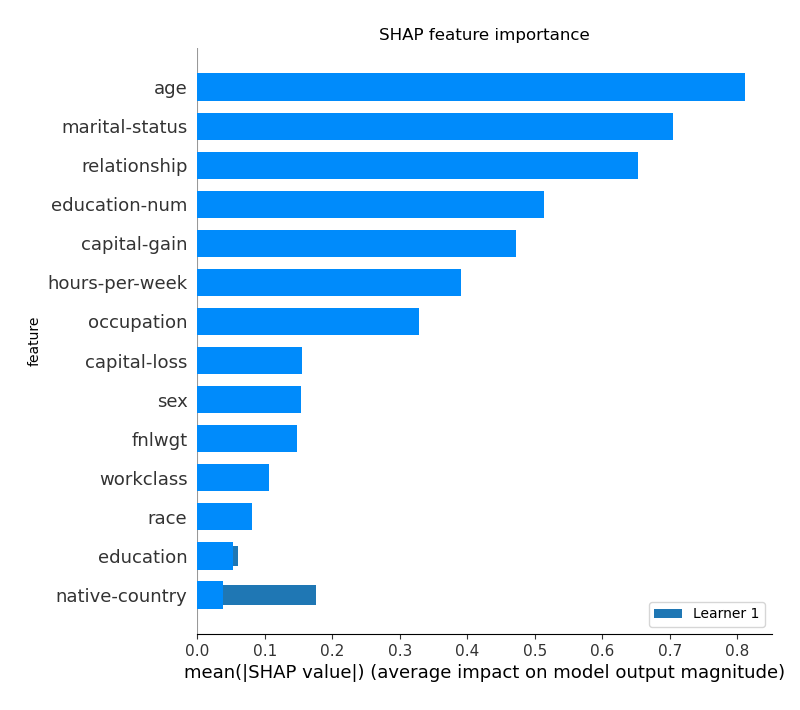 SHAP feature importance
age
marital-status
relationship
education-num
capital-gain
hours-per-week
occupation
capital-loss
sex
fnlwgt
workclass
race
education
native-country
feature
Learner 1
0.0 0.1 0.2 0.3 0.4 0.5 0.6 0.7 0.8
mean(|SHAP value|) (average impact on model output magnitude)